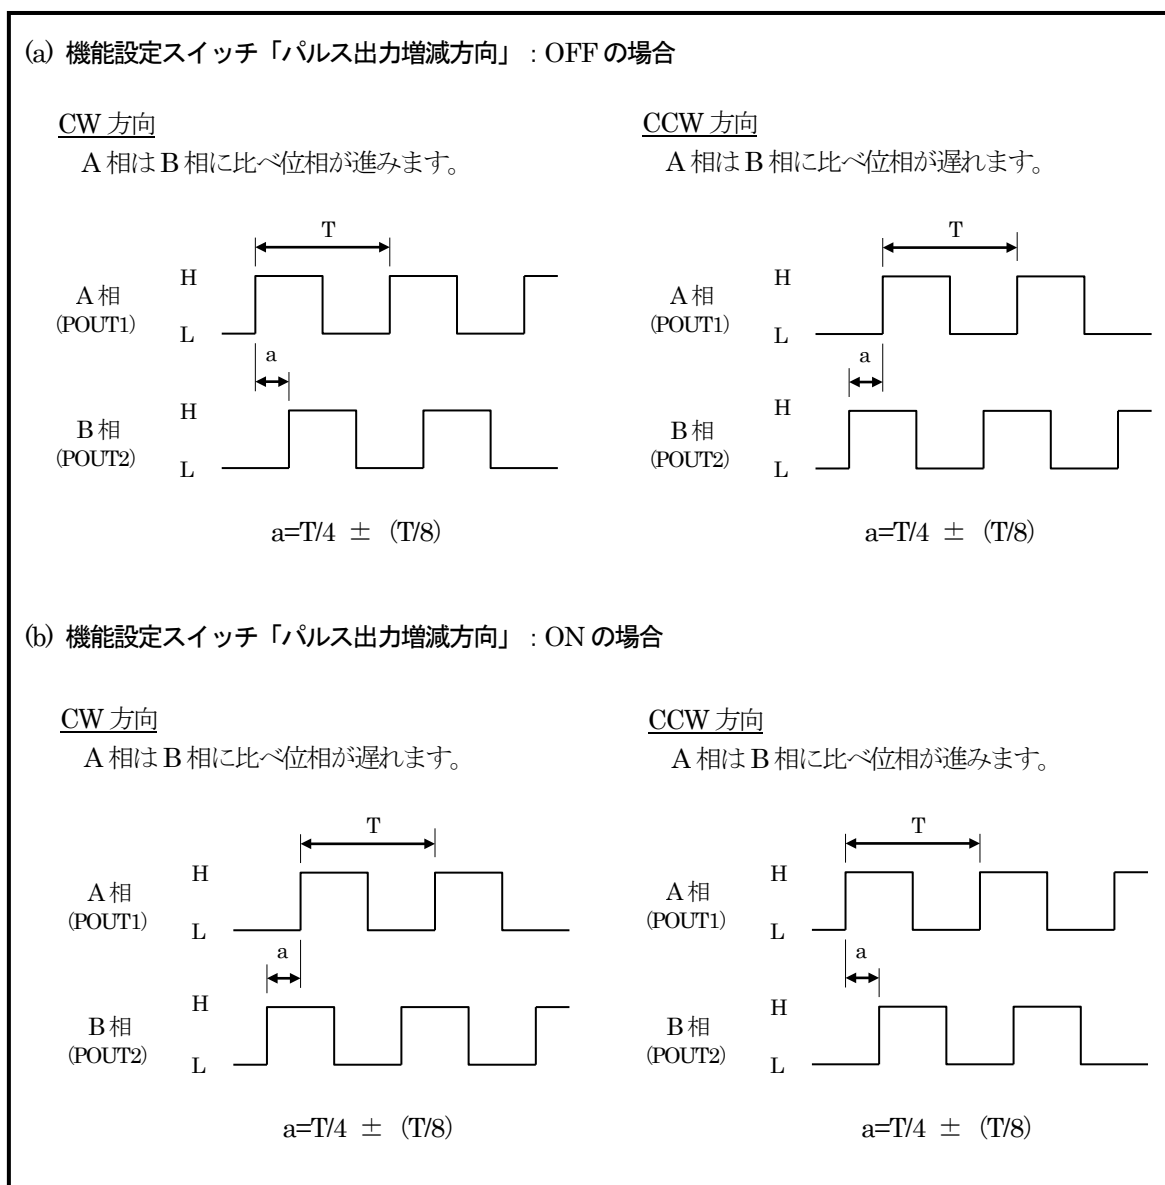 (a) 機能設定スイッチ「パルス出力増減方向」：OFF の場合
CW 方向
A 相は B 相に比べ位相が進みます。
T
H
A 相
(POUT1)
L
a
H
B 相
(POUT2)
L
a=T/4 ± (T/8)
CCW 方向
A 相は B 相に比べ位相が遅れます。
T
H
A 相
(POUT1)
L
a
H
B 相
(POUT2)
L
a=T/4 ± (T/8)
(b) 機能設定スイッチ「パルス出力増減方向」：ON の場合
CW 方向
A 相は B 相に比べ位相が遅れます。
T
H
A 相
(POUT1)
L
a
H
B 相
(POUT2)
L
a=T/4 ± (T/8)
CCW 方向
A 相は B 相に比べ位相が進みます。
T
H
A 相
(POUT1)
L
a
H
B 相
(POUT2)
L
a=T/4 ± (T/8)